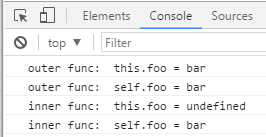 Elements Console Sources
top Filter
outer func: this.foo = bar
outer func: self.foo = bar
inner func: this.foo = undefined
inner func: self.foo = bar